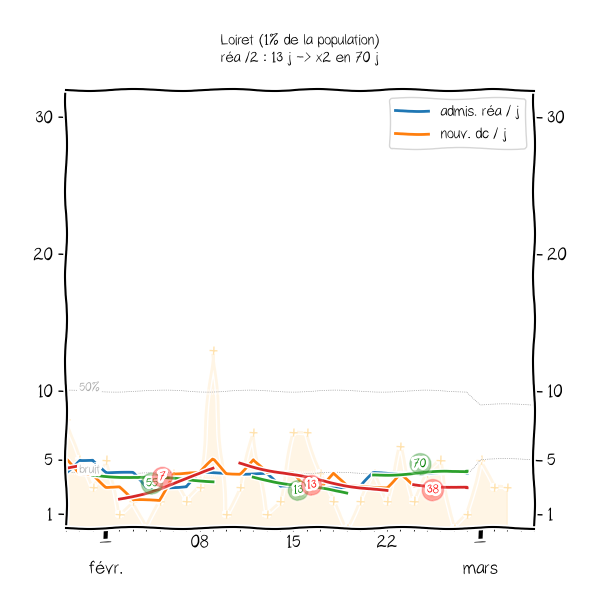 Loiret (1% de la population)
réa /2 : 13 j -> x2 en 70 j
admis. réa / j
nouv. dc / j
30
30
20
20
50%
10
10
5
5
bruit
70
7
13
13
38
1
1
08
15
22
févr.
mars